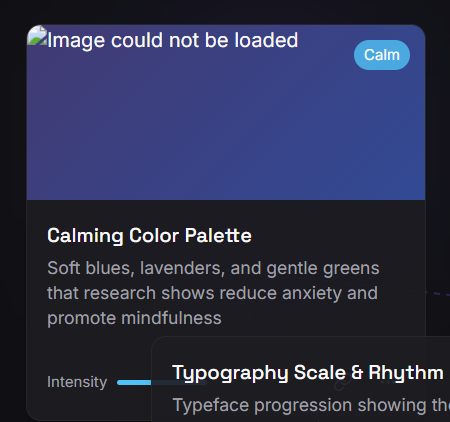 Image could not be loaded
Calm
Calming Color Palette
Soft blues, lavenders, and gentle greens
that research shows reduce anxiety and
promote mindfulness
Intensity
Typography Scale & Rhythm
Typeface progression showing the